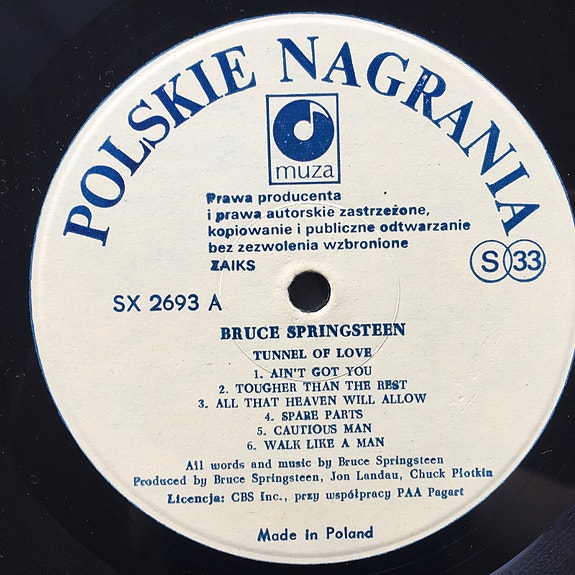 POLSKIE NAGRANIA
muza
Prawa producenta
i prawa autorskie zastrzeżone,
kopiowanie i publiczne odtwarzanie
bez zezwolenia wzbronione
ZAIKS
S 33
SX 2693 A
BRUCE SPRINGSTEEN
TUNNEL OF LOVE
1. AIN'T GOT YOU
2. TOUGHER THAN THE REST
3. ALL THAT HEAVEN WILL ALLOW
4. SPARE PARTS
5. CAUTIOUS MAN
6. WALK LIKE A MAN
All words and music by Bruce Springsteen
Produced by Bruce Springsteen, Jon Landau, Chuck Plotkin
Licencja: CBS Inc., przy współpracy PAA Pagart
Made in Poland